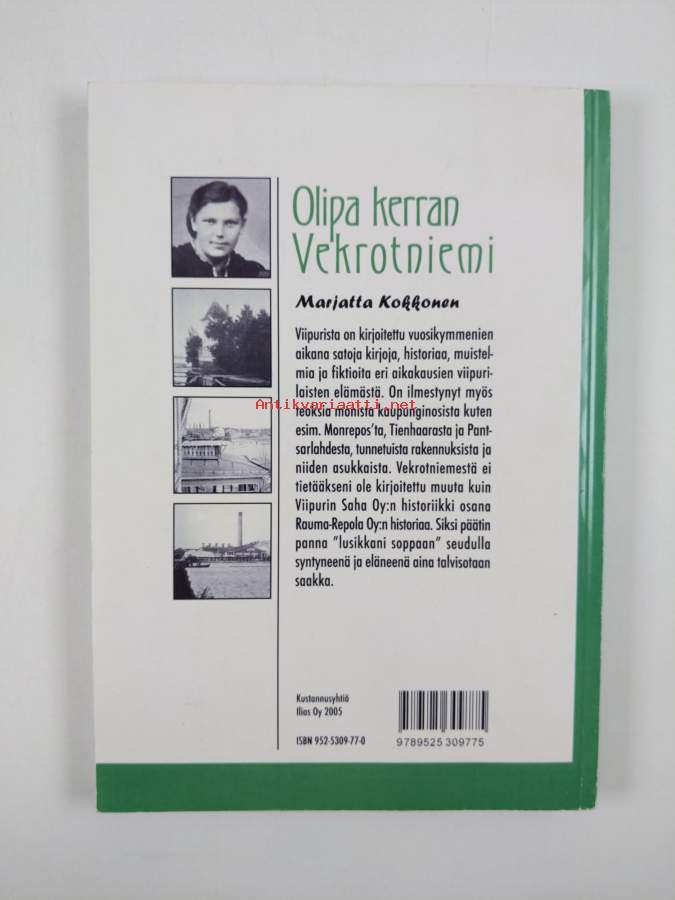 Olipa kerran
Vekrotniemi
Marjatta Kokkonen
Viipurista on kirjoitettu vuosikymmenien
aikana satoja kirjoja, historiaa, muistel-
mia ja fiktioita eri aikakausien viipuri-
laisten elämästä. On ilmestynyt myös
teoksia monista kaupunginosista kuten
Antikvariaatti.net
esim. Monrepos'ta, Tienhaarasta ja Pant-
sarlahdesta, tunnetuista rakennuksista ja
niiden asukkaista. Vekrotniemestä ei
tietääkseni ole kirjoitettu muuta kuin
Viipurin Saha Oy:n historiikki osana
Rauma-Repola Oy:n historiaa. Siksi päätin
panna "lusikkani soppaan" seudulla
syntyneenä ja eläneenä aina talvisotaan
saakka.
Kustannusyhtiö
Ilias Oy 2005
ISBN 952-5309-77-0
9789525 309775